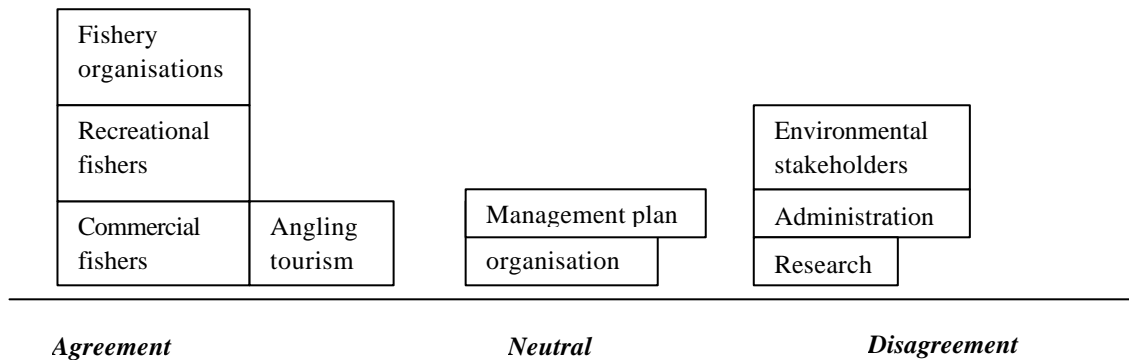 Fishery
organisations
Recreational
fishers
Commercial
fishers
Angling
tourism
Management plan
organisation
Environmental
stakeholders
Administration
Research
Agreement
Neutral
Disagreement